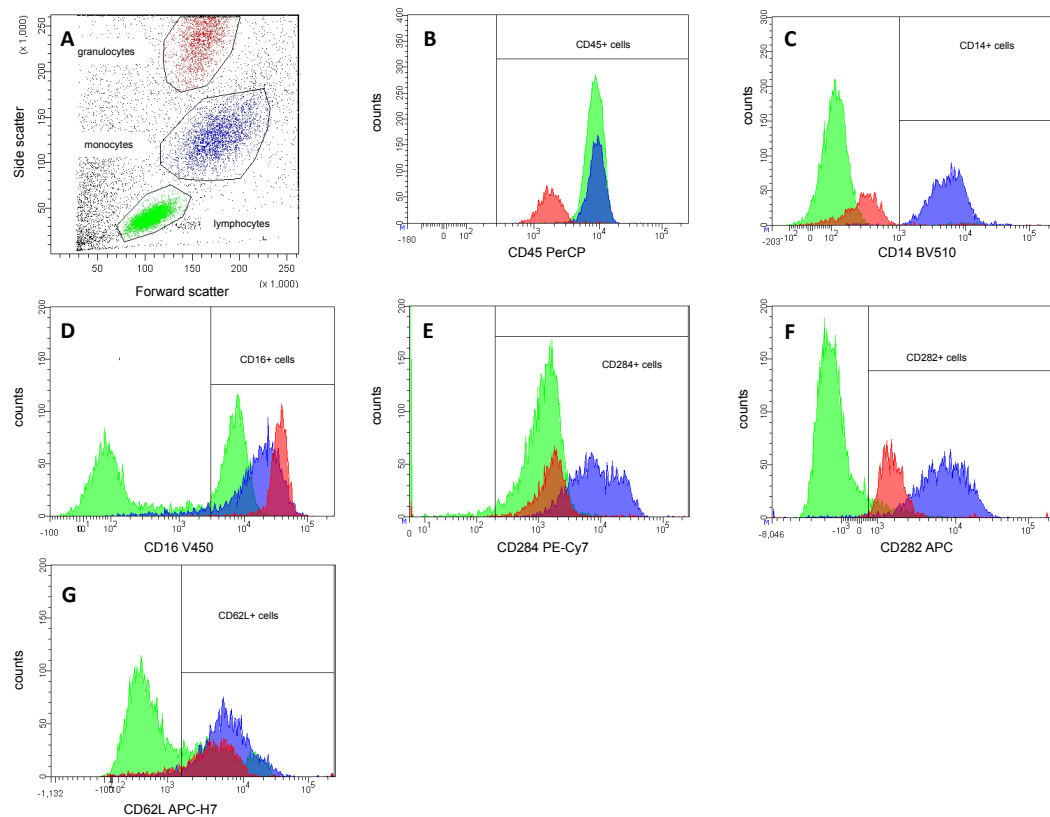 A
(x 1,000)
Side scatter
250
200
150
100
50
granulocytes
monocytes
lymphocytes
50 100 150 200 250
(x 1,000)
Forward scatter
B
CD45+ cells
counts
0 50 100 150 200 250 300 350 400
-180 0 10² 10³ 10⁴ 10⁵
CD45 PerCP
C
CD14+ cells
counts
0 50 100 150 200 250 300
-203 -10² 0 10² 10³ 10⁴ 10⁵
CD14 BV510
D
CD16+ cells
counts
0 50 100 150 200
-100 10² 10³ 10⁴ 10⁵
CD16 V450
E
CD284+ cells
counts
0 50 100 150 200
10¹ 10² 10³ 10⁴ 10⁵
CD284 PE-Cy7
F
CD282+ cells
counts
0 50 100 150 200
-8,046 -10³ 0 10³ 10⁴ 10⁵
CD282 APC
G
CD62L+ cells
counts
0 50 100 150 200
-1,132 10² 10³ 10⁴ 10⁵
CD62L APC-H7